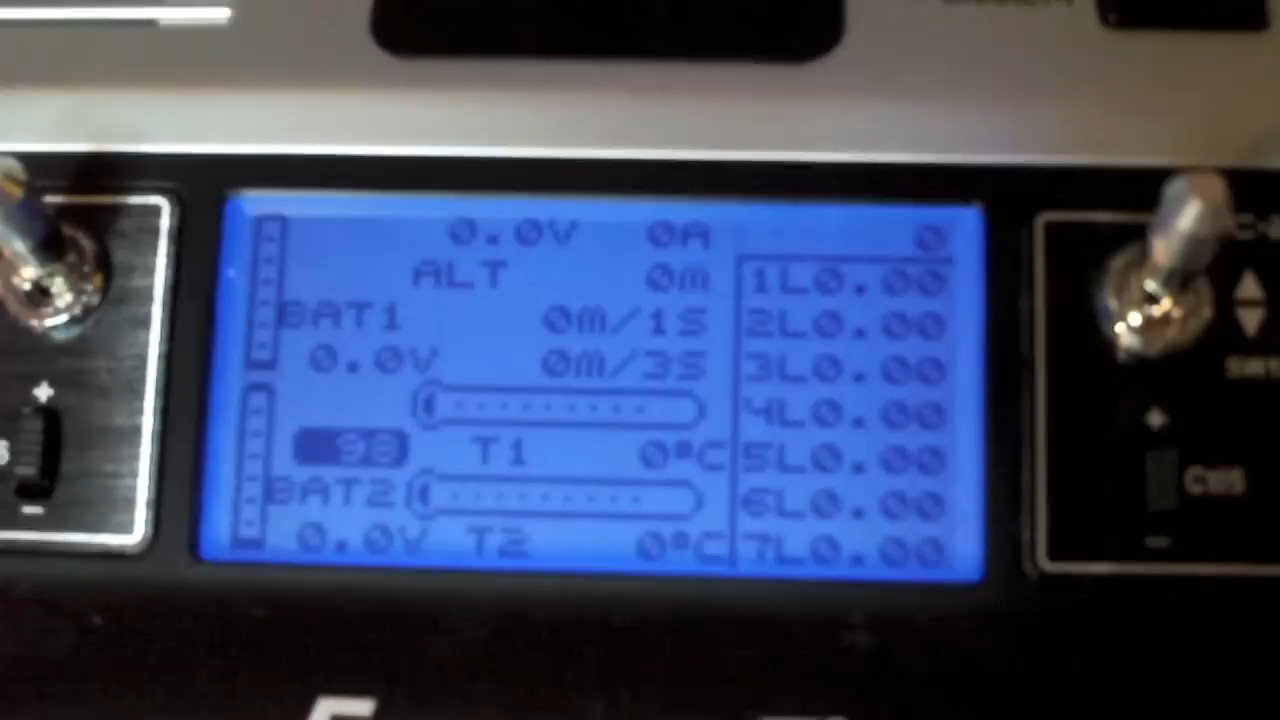 0.0V 0A 0
ALT 0m 1L0.00
BAT1 0m/1S 2L0.00
0.0V 0m/3S 3L0.00
4L0.00
98 T1 0°C 5L0.00
BAT2 6L0.00
0.0V T2 0°C 7L0.00
CH5